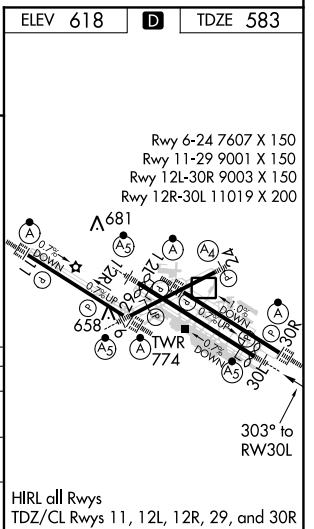 ELEV 618
D
TDZE 583
Rwy 6-24 7607 X 150
Rwy 11-29 9001 X 150
Rwy 12L-30R 9003 X 150
Rwy 12R-30L 11019 X 200
A
681
A5
A
A4
0.7%
DOWN
12R
12L
24
P
11
P
0.7%UP
29
1.0%
DOWN
A
P
658
6
0.7%UP
30R
A5
A
TWR
774
0.7%
DOWN
A5
30L
303° to
RW30L
HIRL all Rwys
TDZ/CL Rwys 11, 12L, 12R, 29, and 30R